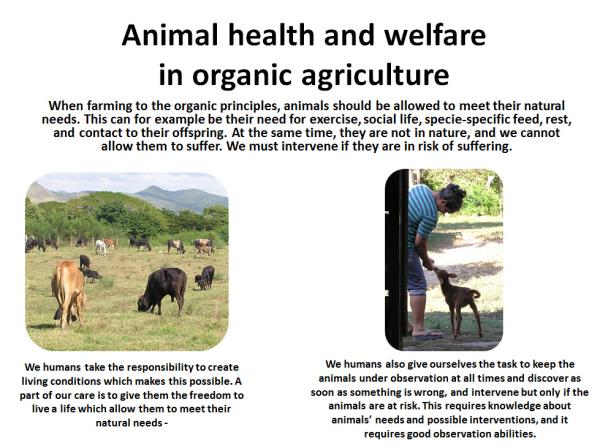 Animal health and welfare
in organic agriculture
When farming to the organic principles, animals should be allowed to meet their natural
needs. This can for example be their need for exercise, social life, specie-specific feed, rest,
and contact to their offspring. At the same time, they are not in nature, and we cannot
allow them to suffer. We must intervene if they are in risk of suffering.
We humans take the responsibility to create
living conditions which makes this possible. A
part of our care is to give them the freedom to
live a life which allow them to meet their
natural needs -
We humans also give ourselves the task to keep the
animals under observation at all times and discover as
soon as something is wrong, and intervene but only if the
animals are at risk. This requires knowledge about
animals' needs and possible interventions, and it
requires good observation abilities.